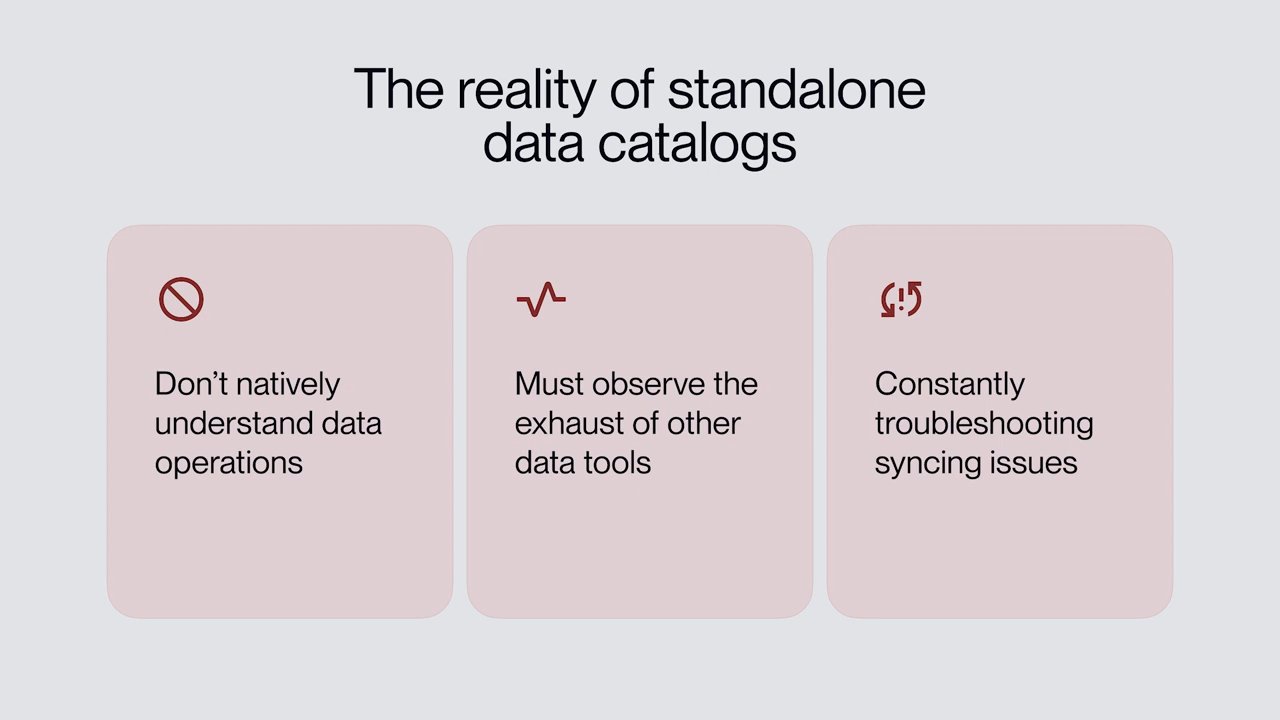 The reality of standalone
data catalogs
Don’t natively
understand data
operations
Must observe the
exhaust of other
data tools
Constantly
troubleshooting
syncing issues